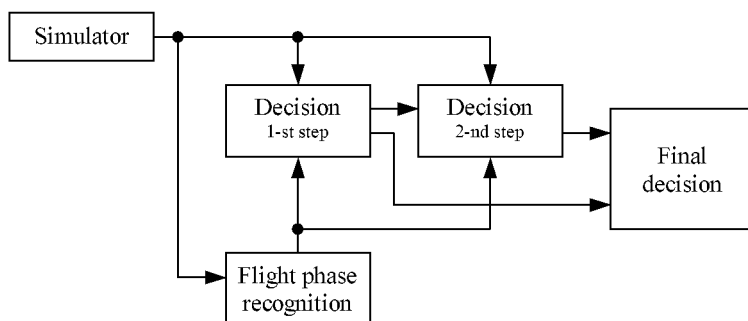 Simulator
Decision
1-st step
Decision
2-nd step
Final
decision
Flight phase
recognition